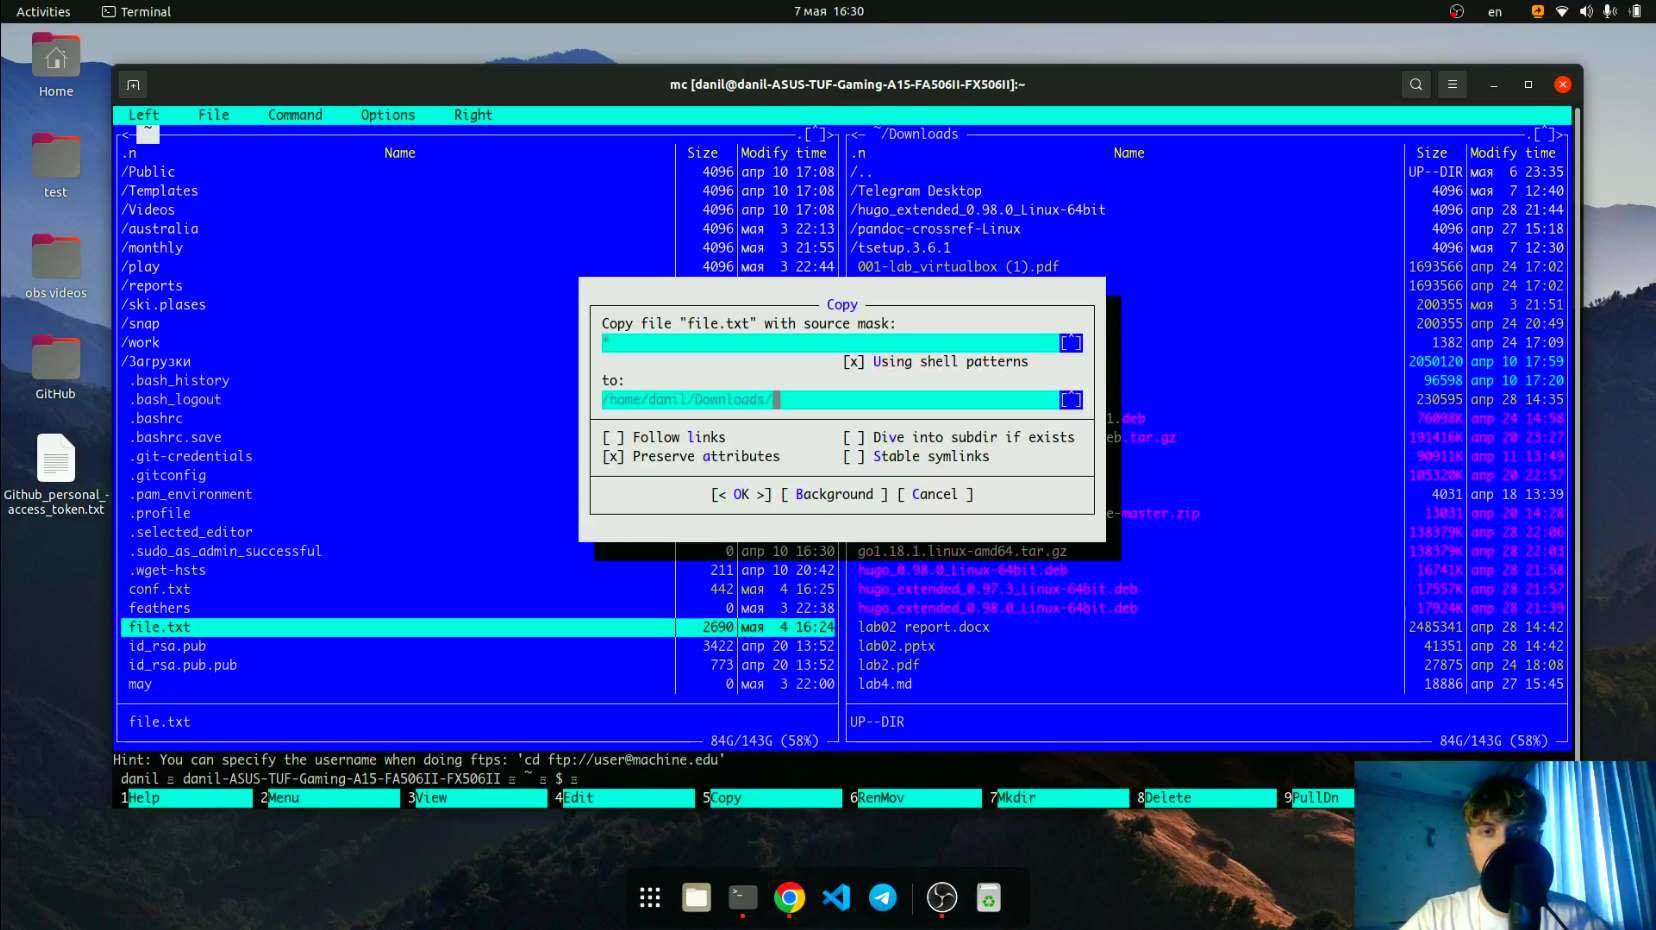 Activities Terminal 7 мая 16:30 en
Home
test
obs videos
GitHub
Github_personal_-
access_token.txt
mc [danil@danil-ASUS-TUF-Gaming-A15-FA506II-FX506II]:~
Left File Command Options Right
<─ ~ .[^]>
.n Name Size Modify time
/Public 4096 апр 10 17:08
/Templates 4096 апр 10 17:08
/Videos 4096 апр 10 17:08
/australia 4096 мая 3 22:13
/monthly 4096 мая 3 21:55
/play 4096 мая 3 22:44
/reports
/ski.plases
/snap
/work
/Загрузки
.bash_history
.bash_logout
.bashrc
.bashrc.save
.git-credentials
.gitconfig
.pam_environment
.profile
.selected_editor
.sudo_as_admin_successful 0 апр 10 16:30
.wget-hsts 211 апр 10 20:42
conf.txt 442 мая 4 16:25
feathers 0 мая 3 22:38
file.txt 2690 мая 4 16:24
id_rsa.pub 3422 апр 20 13:52
id_rsa.pub.pub 773 апр 20 13:52
may 0 мая 3 22:00
file.txt
84G/143G (58%)
<─ ~/Downloads .[^]>
.n Name Size Modify time
/.. UP--DIR мая 6 23:35
/Telegram Desktop 4096 мая 7 12:40
/hugo_extended_0.98.0_Linux-64bit 4096 апр 28 21:44
/pandoc-crossref-Linux 4096 апр 27 15:18
/tsetup.3.6.1 4096 мая 7 12:30
001-lab_virtualbox (1).pdf 1693566 апр 24 17:02
1693566 апр 24 17:02
200355 мая 3 21:51
200355 апр 24 20:49
1382 апр 24 17:09
2050120 апр 10 17:59
96598 апр 10 17:20
230595 апр 28 14:35
1.deb 76098K апр 24 14:58
eb.tar.gz 191416K апр 20 23:27
90911K апр 11 13:49
105320K апр 20 22:57
4031 апр 18 13:39
e-master.zip 13031 апр 20 14:28
138379K апр 28 22:06
go1.18.1.linux-amd64.tar.gz 138379K апр 28 22:03
hugo_0.98.0_Linux-64bit.deb 16741K апр 28 21:58
hugo_extended_0.97.3_Linux-64bit.deb 17557K апр 28 21:51
hugo_extended_0.98.0_Linux-64bit.deb 17924K апр 28 21:39
lab02 report.docx 2485341 апр 28 14:42
lab02.pptx 41351 апр 28 14:42
lab2.pdf 27875 апр 24 18:08
lab4.md 18886 апр 27 15:45
UP--DIR
84G/143G (58%)
Copy
Copy file "file.txt" with source mask:
* [^]
[x] Using shell patterns
to:
/home/danil/Downloads/ [^]
[ ] Follow links [ ] Dive into subdir if exists
[x] Preserve attributes [ ] Stable symlinks
[< OK >] [ Background ] [ Cancel ]
Hint: You can specify the username when doing ftps: 'cd ftp://user@machine.edu'
danil danil-ASUS-TUF-Gaming-A15-FA506II-FX506II ~ $
1Help 2Menu 3View 4Edit 5Copy 6RenMov 7Mkdir 8Delete 9PullDn